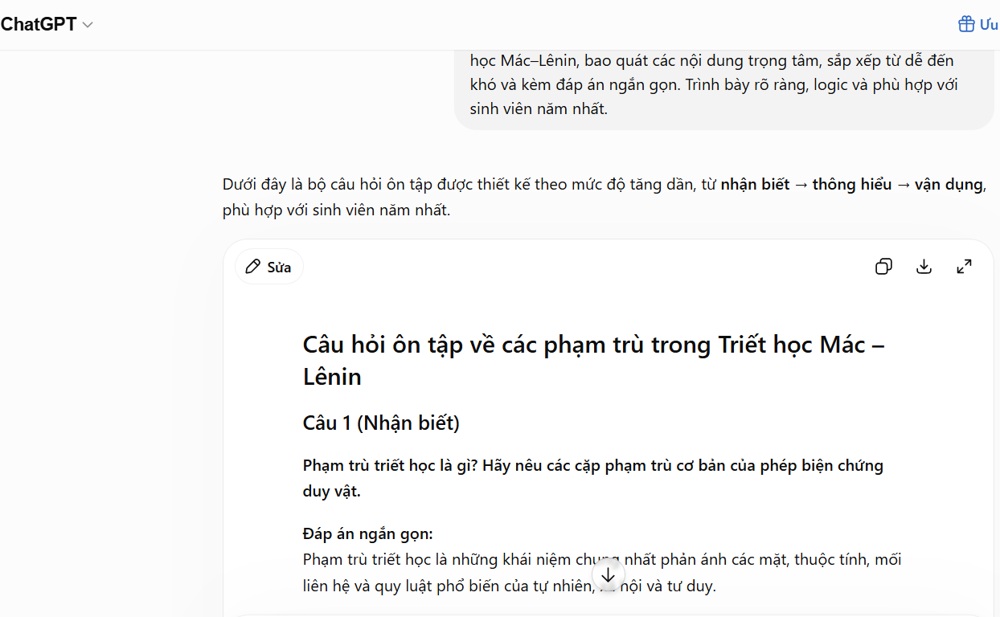 ChatGPT
Ưu
học Mác–Lênin, bao quát các nội dung trọng tâm, sắp xếp từ dễ đến
khó và kèm đáp án ngắn gọn. Trình bày rõ ràng, logic và phù hợp với
sinh viên năm nhất.
Dưới đây là bộ câu hỏi ôn tập được thiết kế theo mức độ tăng dần, từ nhận biết → thông hiểu → vận dụng,
phù hợp với sinh viên năm nhất.
Sửa
Câu hỏi ôn tập về các phạm trù trong Triết học Mác –
Lênin
Câu 1 (Nhận biết)
Phạm trù triết học là gì? Hãy nêu các cặp phạm trù cơ bản của phép biện chứng
duy vật.
Đáp án ngắn gọn:
Phạm trù triết học là những khái niệm chung nhất phản ánh các mặt, thuộc tính, mối
liên hệ và quy luật phổ biến của tự nhiên, hội và tư duy.